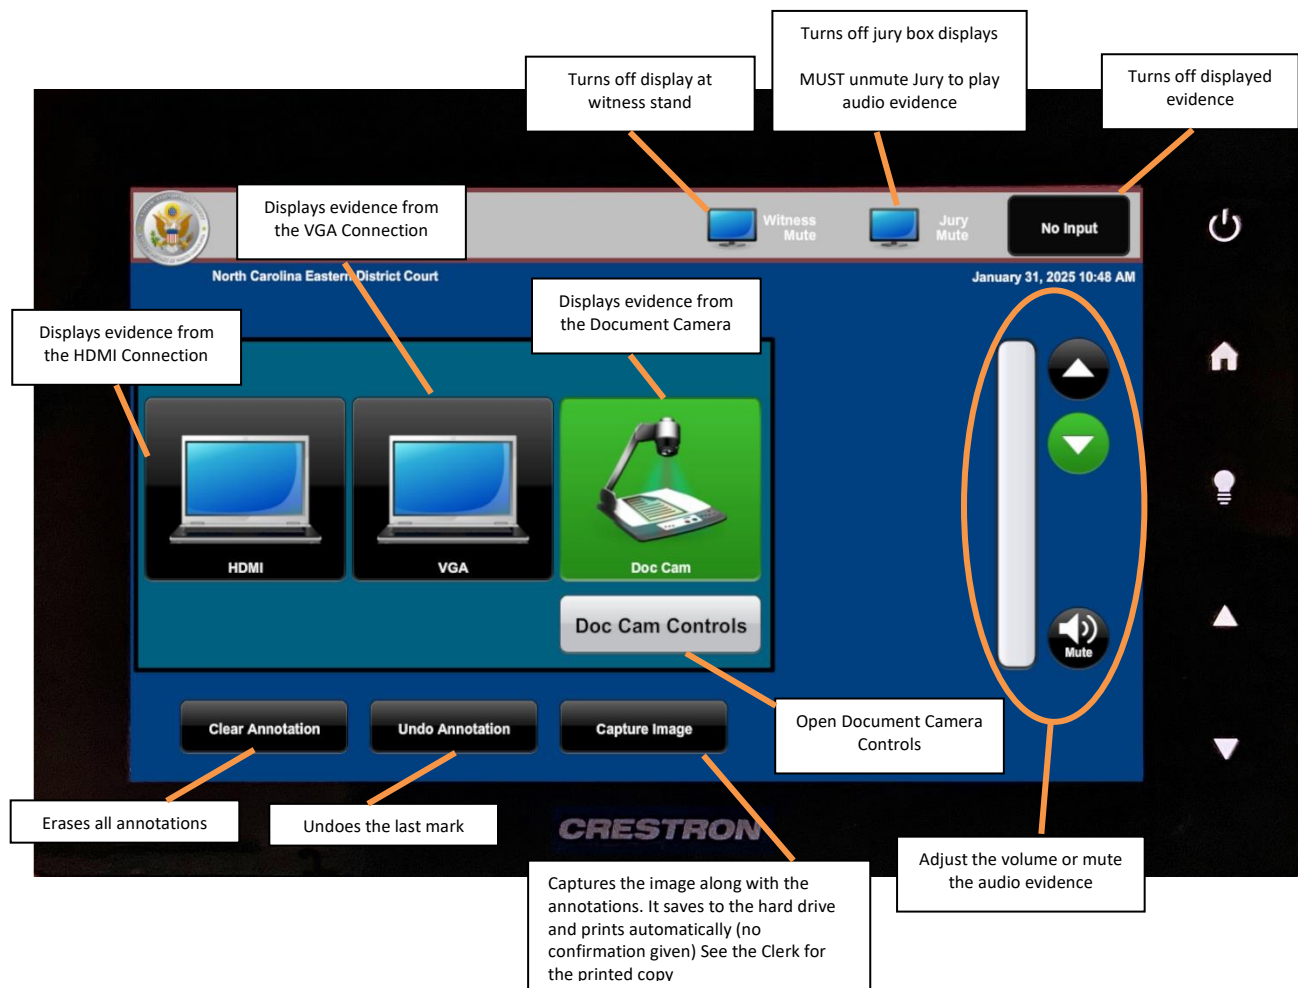 Turns off jury box displays
MUST unmute Jury to play
audio evidence
Turns off display at
witness stand
Turns off displayed
evidence
Displays evidence from
the VGA Connection
Witness
Mute
Jury
Mute
No Input
North Carolina Eastern District Court
January 31, 2025 10:48 AM
Displays evidence from
the HDMI Connection
Displays evidence from
the Document Camera
HDMI
VGA
Doc Cam
Doc Cam Controls
Mute
Clear Annotation
Undo Annotation
Capture Image
Open Document Camera
Controls
Erases all annotations
Undoes the last mark
CRESTRON
Adjust the volume or mute
the audio evidence
Captures the image along with the
annotations. It saves to the hard drive
and prints automatically (no
confirmation given) See the Clerk for
the printed copy